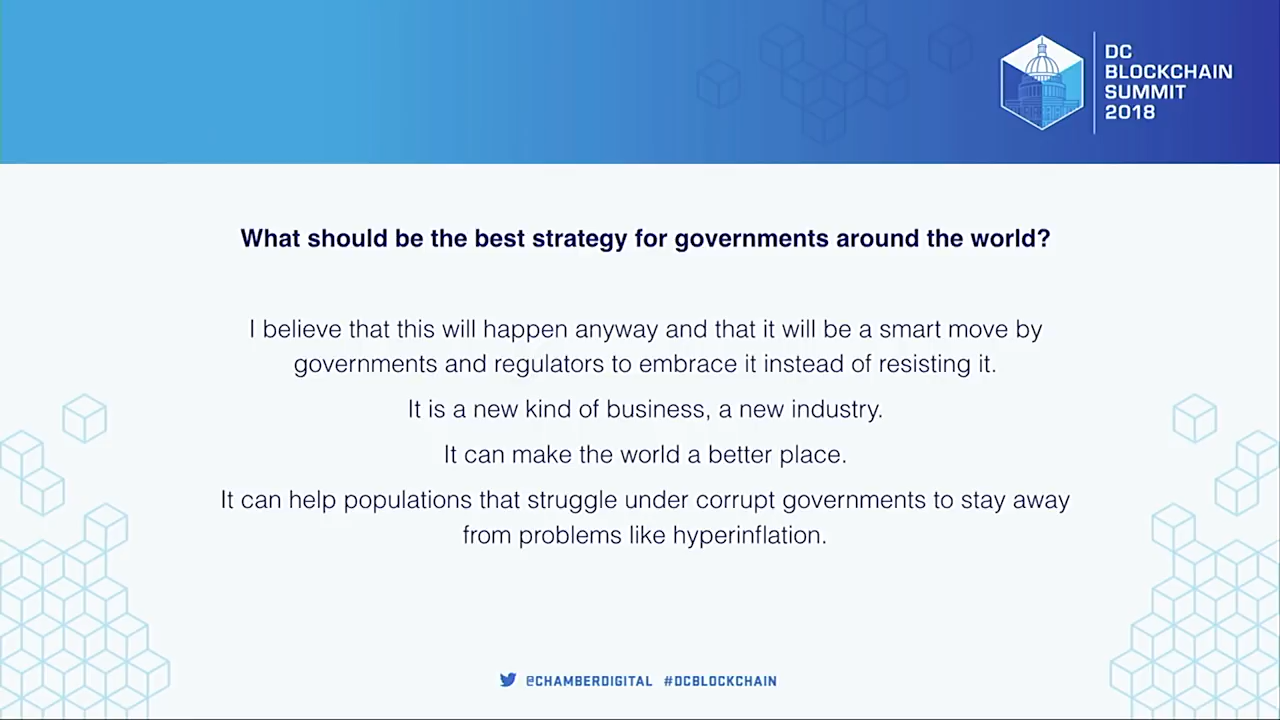 DC
BLOCKCHAIN
SUMMIT
2018
What should be the best strategy for governments around the world?
I believe that this will happen anyway and that it will be a smart move by
governments and regulators to embrace it instead of resisting it.
It is a new kind of business, a new industry.
It can make the world a better place.
It can help populations that struggle under corrupt governments to stay away
from problems like hyperinflation.
@CHAMBERDIGITAL #DCBLOCKCHAIN